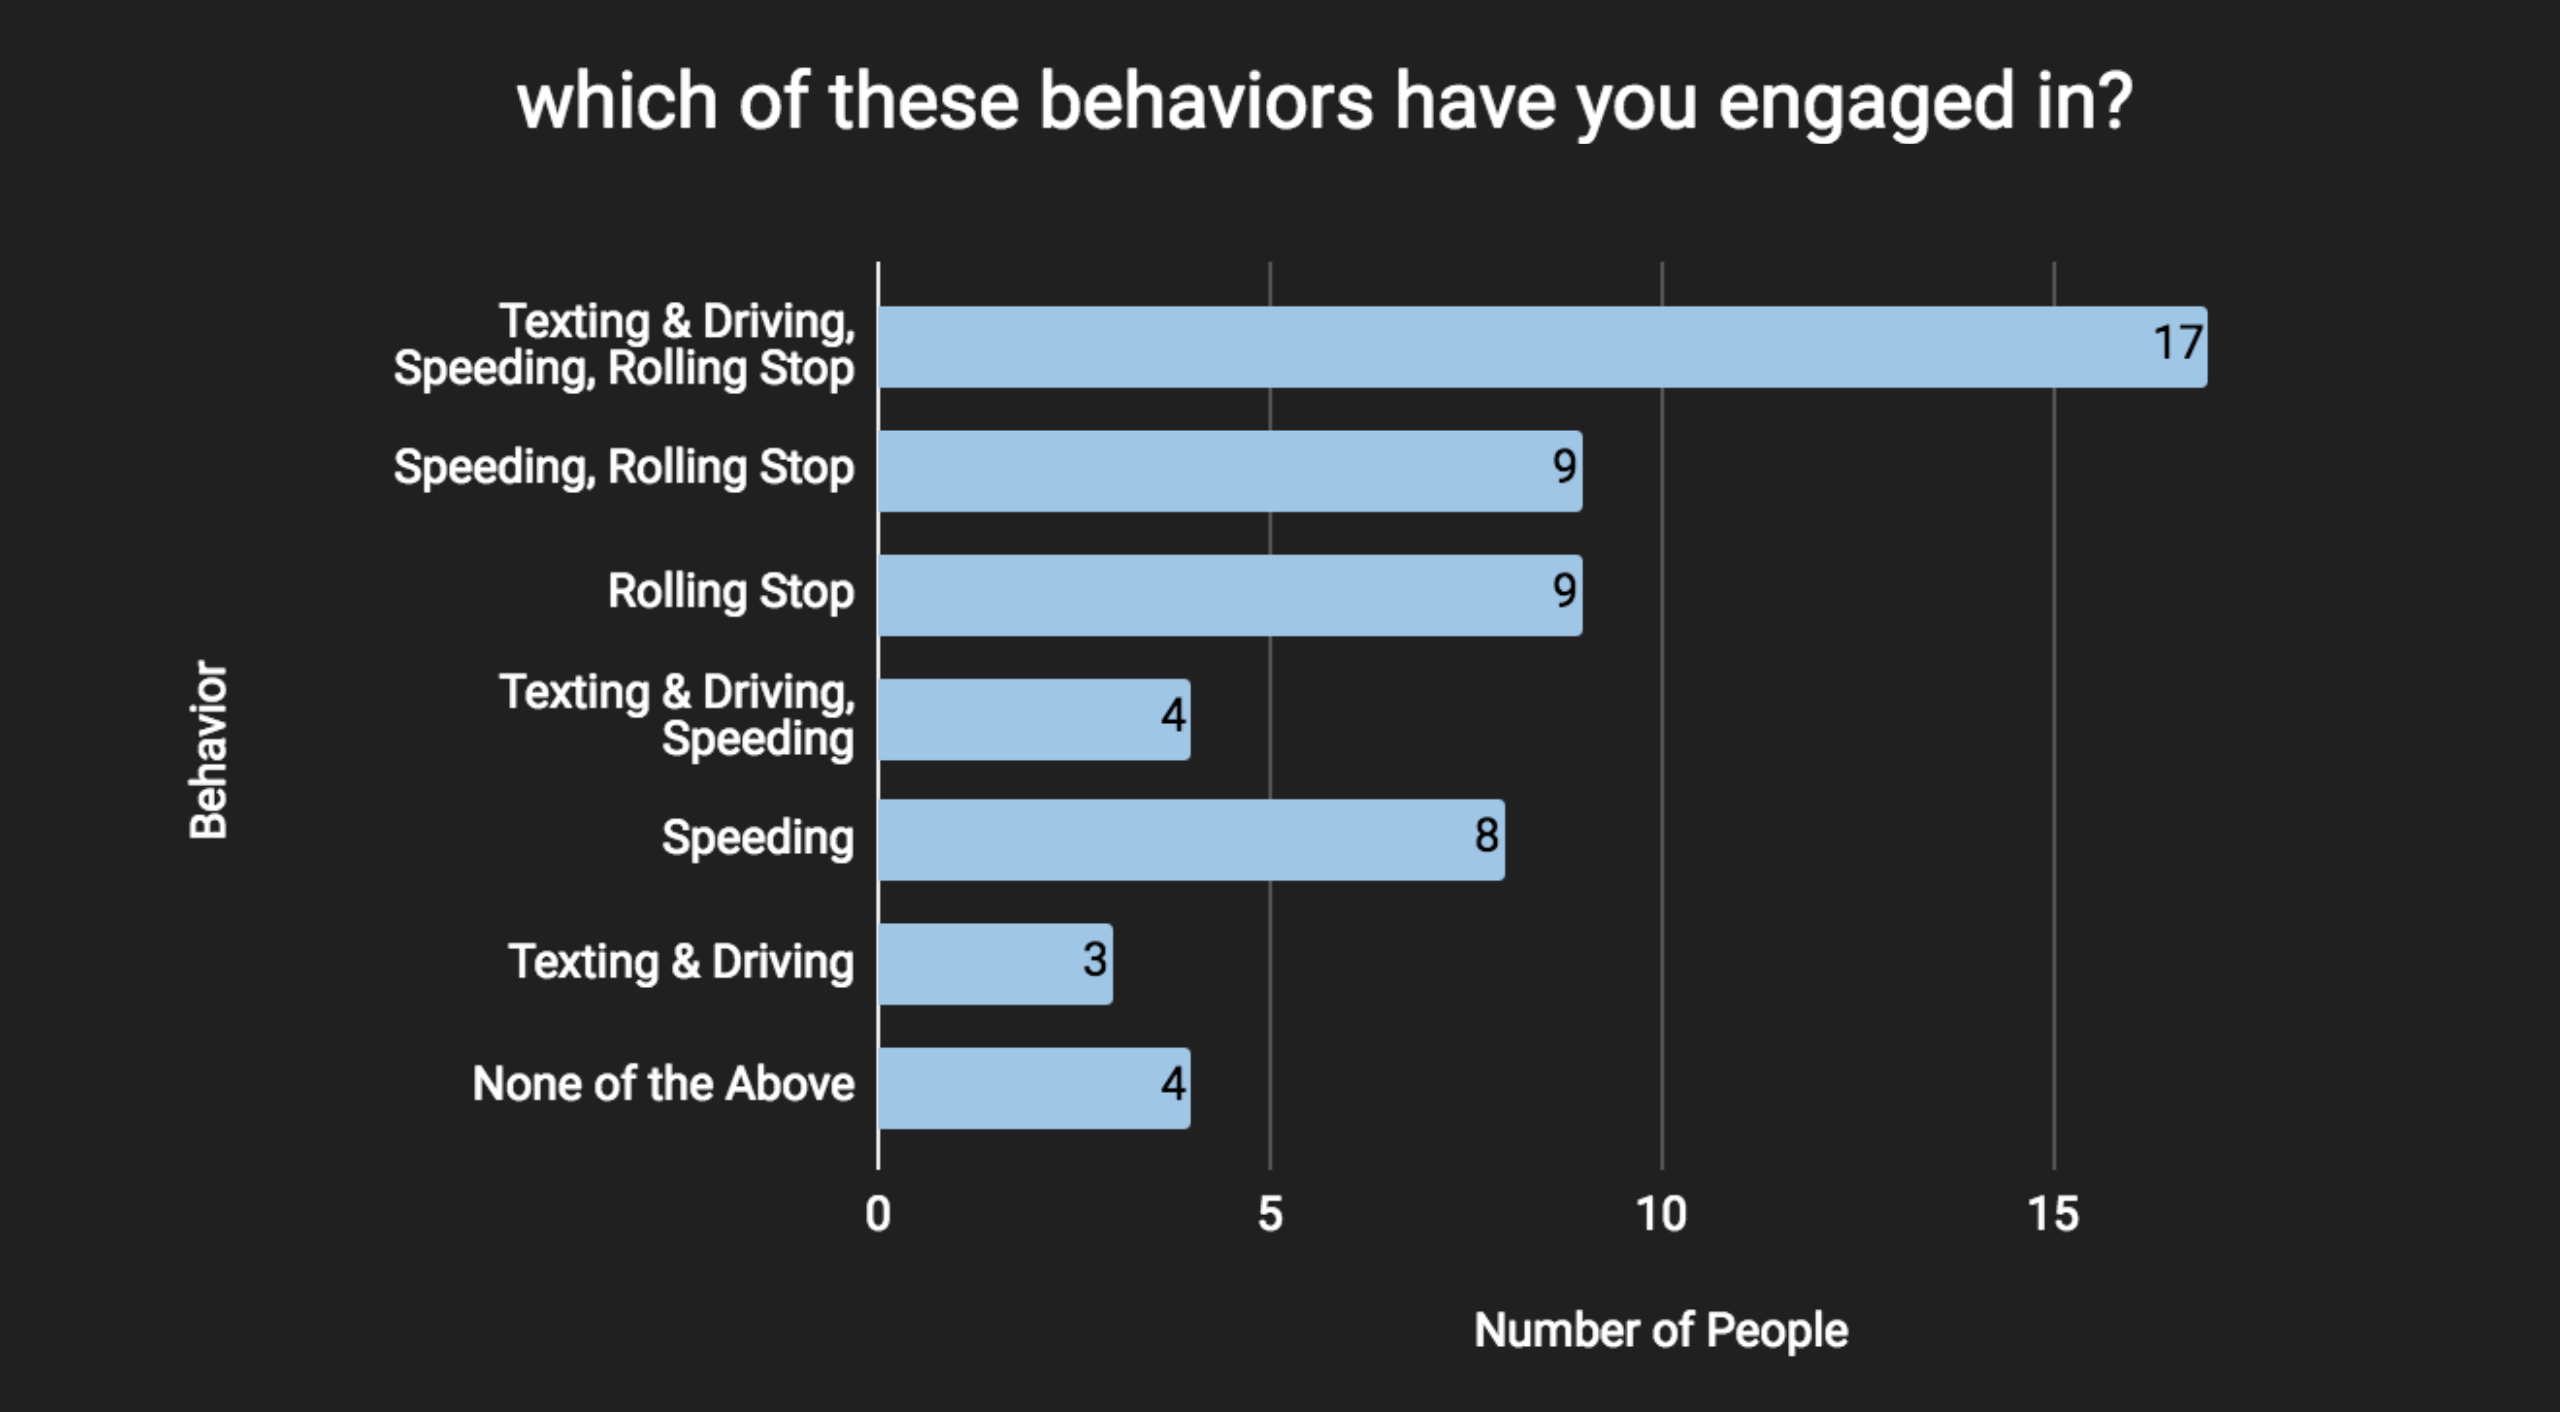 which of these behaviors have you engaged in?
Texting & Driving,
Speeding, Rolling Stop
17
Speeding, Rolling Stop
9
Rolling Stop
9
Texting & Driving,
Speeding
4
Speeding
8
Texting & Driving
3
None of the Above
4
Behavior
0 5 10 15
Number of People